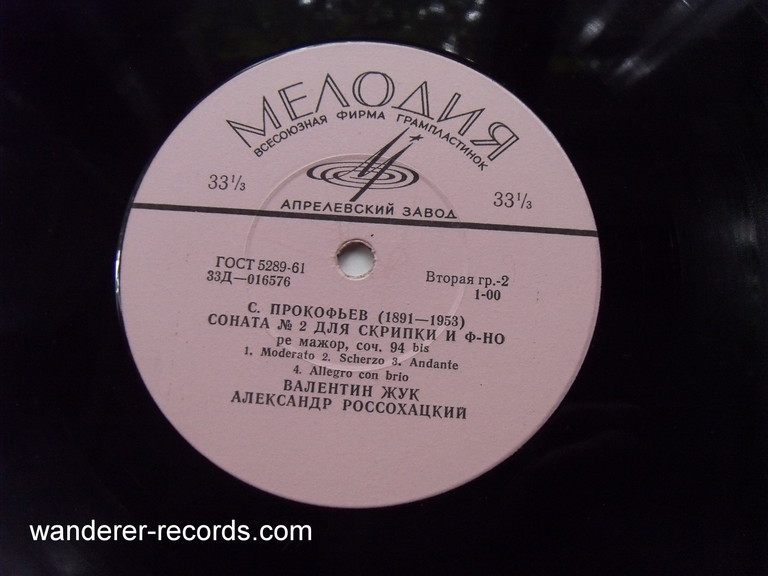 МЕЛОДИЯ
ВСЕСОЮЗНАЯ ФИРМА ГРАМПЛАСТИНОК
33⅓ 33⅓
АПРЕЛЕВСКИЙ ЗАВОД
ГОСТ 5289-61
33Д—016576
Вторая гр.-2
1-00
С. ПРОКОФЬЕВ (1891—1953)
СОНАТА № 2 ДЛЯ СКРИПКИ И Ф-НО
ре мажор, соч. 94 bis
1. Moderato 2. Scherzo 3. Andante
4. Allegro con brio
ВАЛЕНТИН ЖУК
АЛЕКСАНДР РОССОХАЦКИЙ
wanderer-records.com